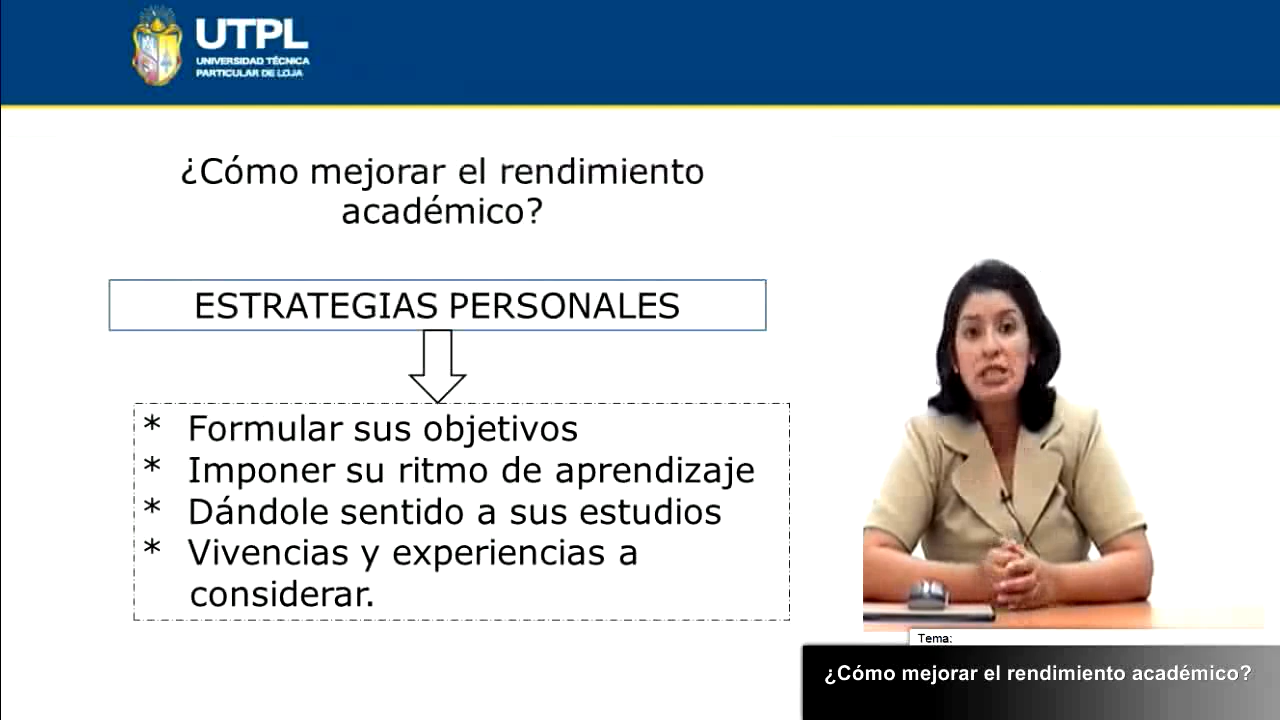 UTPL
UNIVERSIDAD TÉCNICA
PARTICULAR DE LOJA
¿Cómo mejorar el rendimiento
académico?
ESTRATEGIAS PERSONALES
* Formular sus objetivos
* Imponer su ritmo de aprendizaje
* Dándole sentido a sus estudios
* Vivencias y experiencias a
considerar.
Tema:
¿Cómo mejorar el rendimiento académico?